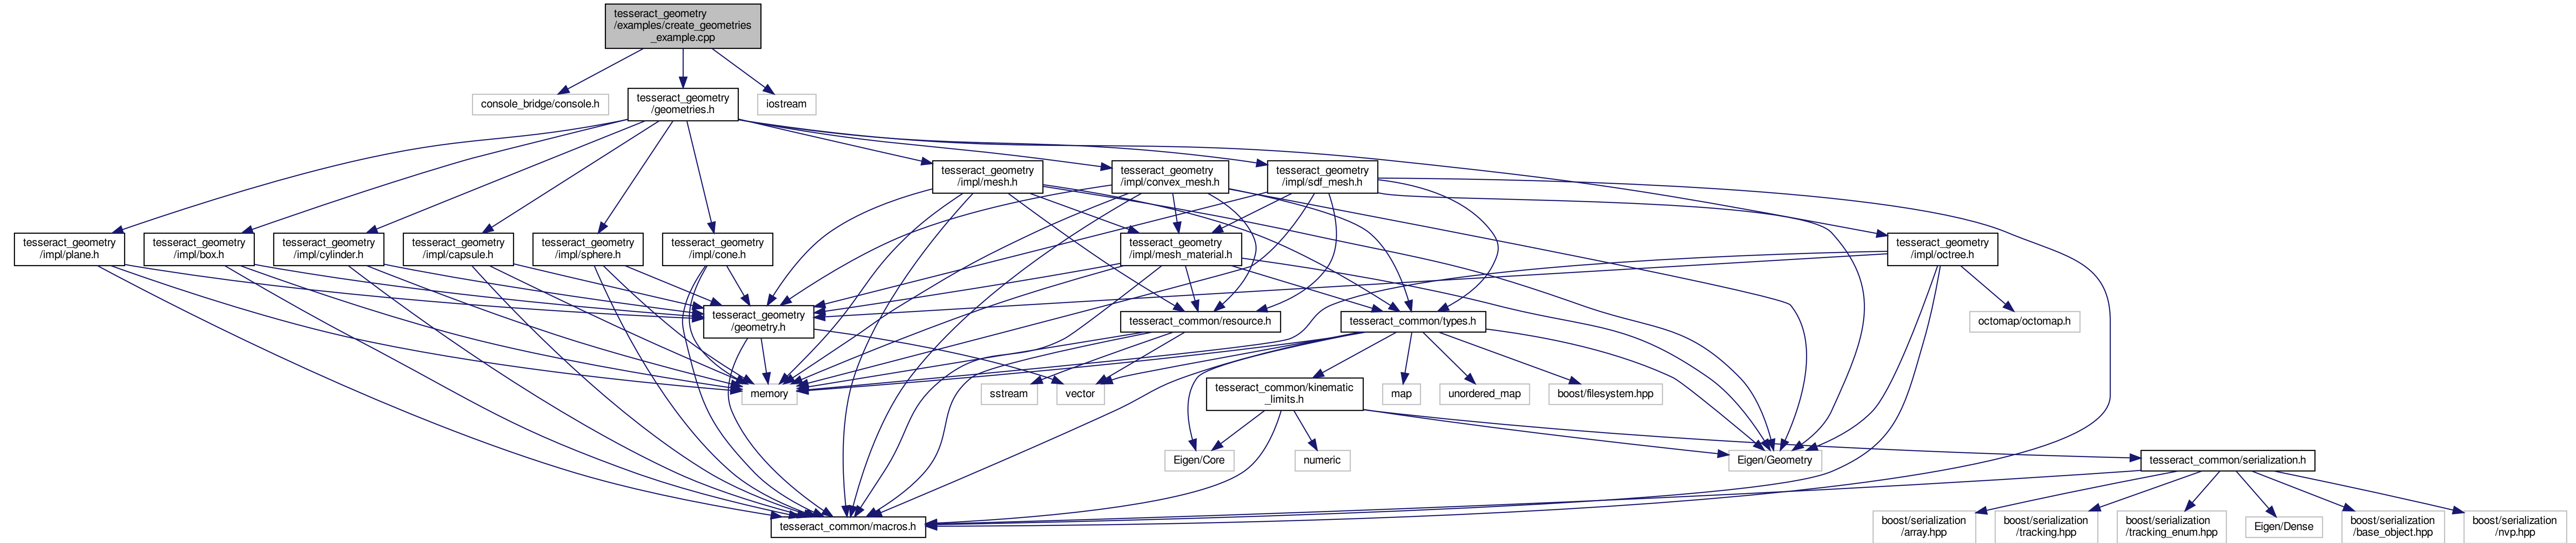 tesseract_geometry
/examples/create_geometries
_example.cpp
console_bridge/console.h
tesseract_geometry
/geometries.h
iostream
tesseract_geometry
/impl/mesh.h
tesseract_geometry
/impl/convex_mesh.h
tesseract_geometry
/impl/sdf_mesh.h
tesseract_geometry
/impl/plane.h
tesseract_geometry
/impl/box.h
tesseract_geometry
/impl/cylinder.h
tesseract_geometry
/impl/capsule.h
tesseract_geometry
/impl/sphere.h
tesseract_geometry
/impl/cone.h
tesseract_geometry
/impl/mesh_material.h
tesseract_geometry
/impl/octree.h
tesseract_geometry
/geometry.h
tesseract_common/resource.h
tesseract_common/types.h
octomap/octomap.h
memory
sstream
vector
tesseract_common/kinematic
_limits.h
map
unordered_map
boost/filesystem.hpp
Eigen/Core
numeric
Eigen/Geometry
tesseract_common/serialization.h
tesseract_common/macros.h
boost/serialization
/array.hpp
boost/serialization
/tracking.hpp
boost/serialization
/tracking_enum.hpp
Eigen/Dense
boost/serialization
/base_object.hpp
boost/serialization
/nvp.hpp